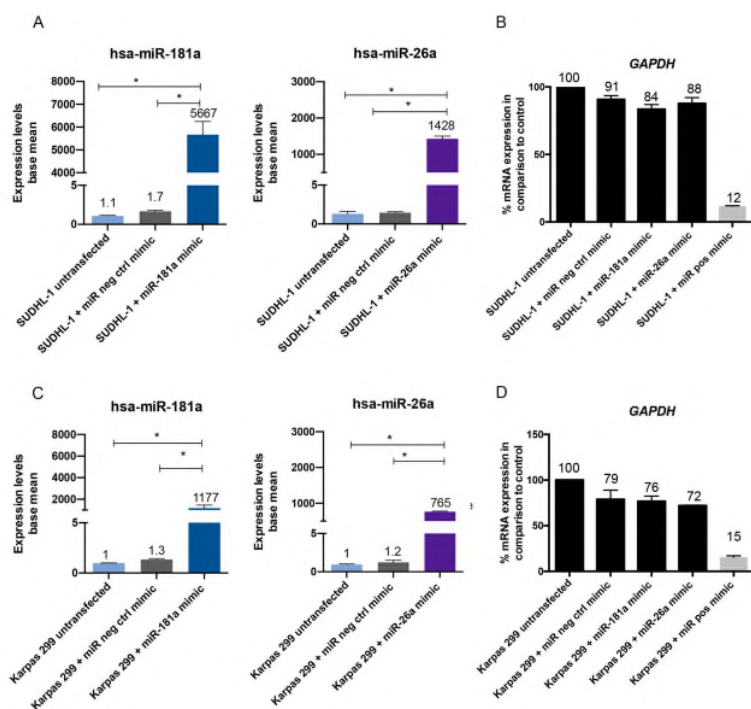 A
hsa-miR-181a
Expression levels
base mean
8000
7000
6000
5000
4000
5
0
*
*
5667
1.1
1.7
SUDHL-1 untransfected
SUDHL-1 + miR neg ctrl mimic
SUDHL-1 + miR-181a mimic
hsa-miR-26a
Expression levels
base mean
3000
2000
1000
5
0
*
*
1428
SUDHL-1 untransfected
SUDHL-1 + miR neg ctrl mimic
SUDHL-1 + miR-26a mimic
B
GAPDH
% mRNA expression in
comparison to control
100
50
0
100
91
84
88
12
SUDHL-1 untransfected
SUDHL-1 + miR neg ctrl mimic
SUDHL-1 + miR-181a mimic
SUDHL-1 + miR-26a mimic
SUDHL-1 + miR pos mimic
C
hsa-miR-181a
Expression levels
base mean
8000
6000
4000
2000
5
0
*
*
1177
1
1.3
Karpas 299 untransfected
Karpas 299 + miR neg ctrl mimic
Karpas 299 + miR-181a mimic
hsa-miR-26a
Expression levels
base mean
3000
2000
1000
5
0
*
*
765
1
1.2
Karpas 299 untransfected
Karpas 299 + miR neg ctrl mimic
Karpas 299 + miR-26a mimic
D
GAPDH
% mRNA expression in
comparison to control
150
100
50
0
100
79
76
72
15
Karpas 299 untransfected
Karpas 299 + miR neg ctrl mimic
Karpas 299 + miR-181a mimic
Karpas 299 + miR-26a mimic
Karpas 299 + miR pos mimic